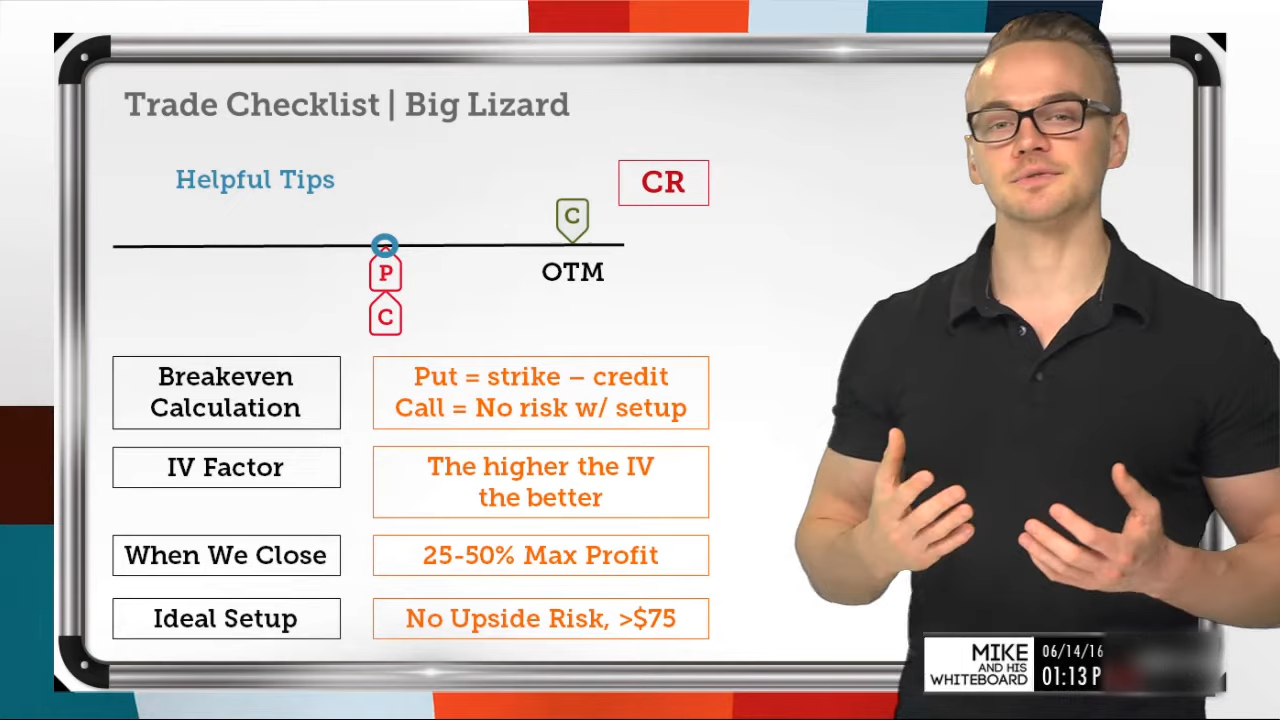 Trade Checklist | Big Lizard
Helpful Tips
CR
C
P
OTM
C
Breakeven
Calculation
Put = strike – credit
Call = No risk w/ setup
IV Factor
The higher the IV
the better
When We Close
25-50% Max Profit
Ideal Setup
No Upside Risk, >$75
MIKE
AND HIS
WHITEBOARD
06/14/16
01:13 P